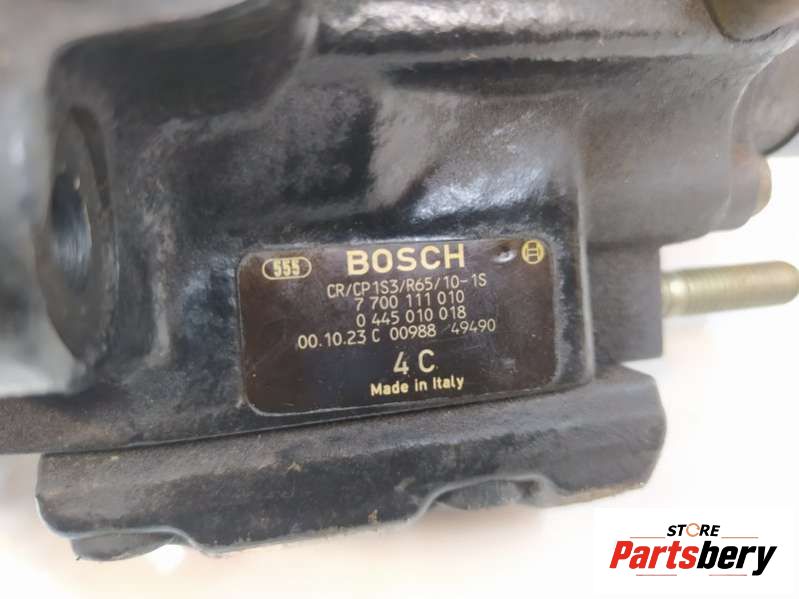 555 BOSCH
CR/CP1S3/R65/10-1S
7 700 111 010
0 445 010 018
00.10.23 C 00988 49490
4 C
Made in Italy
STORE
Partsbery